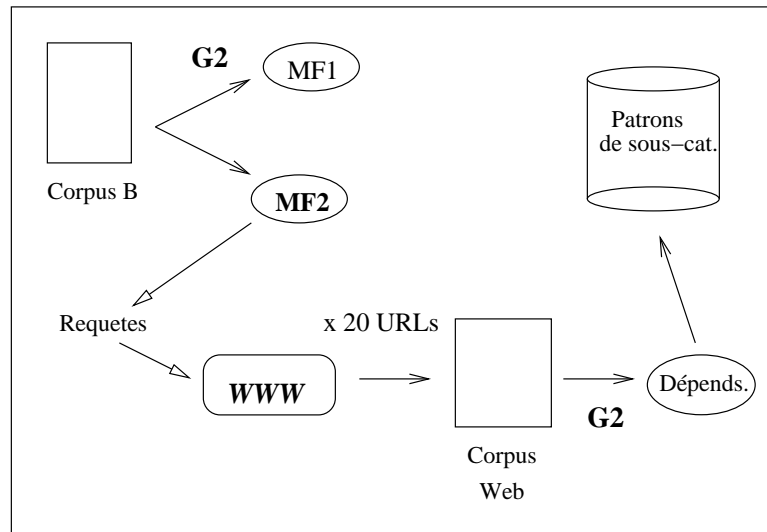 G2
MF1
Corpus B
MF2
Patrons
de sous−cat.
Requetes
x 20 URLs
WWW
Dépends.
G2
Corpus
Web